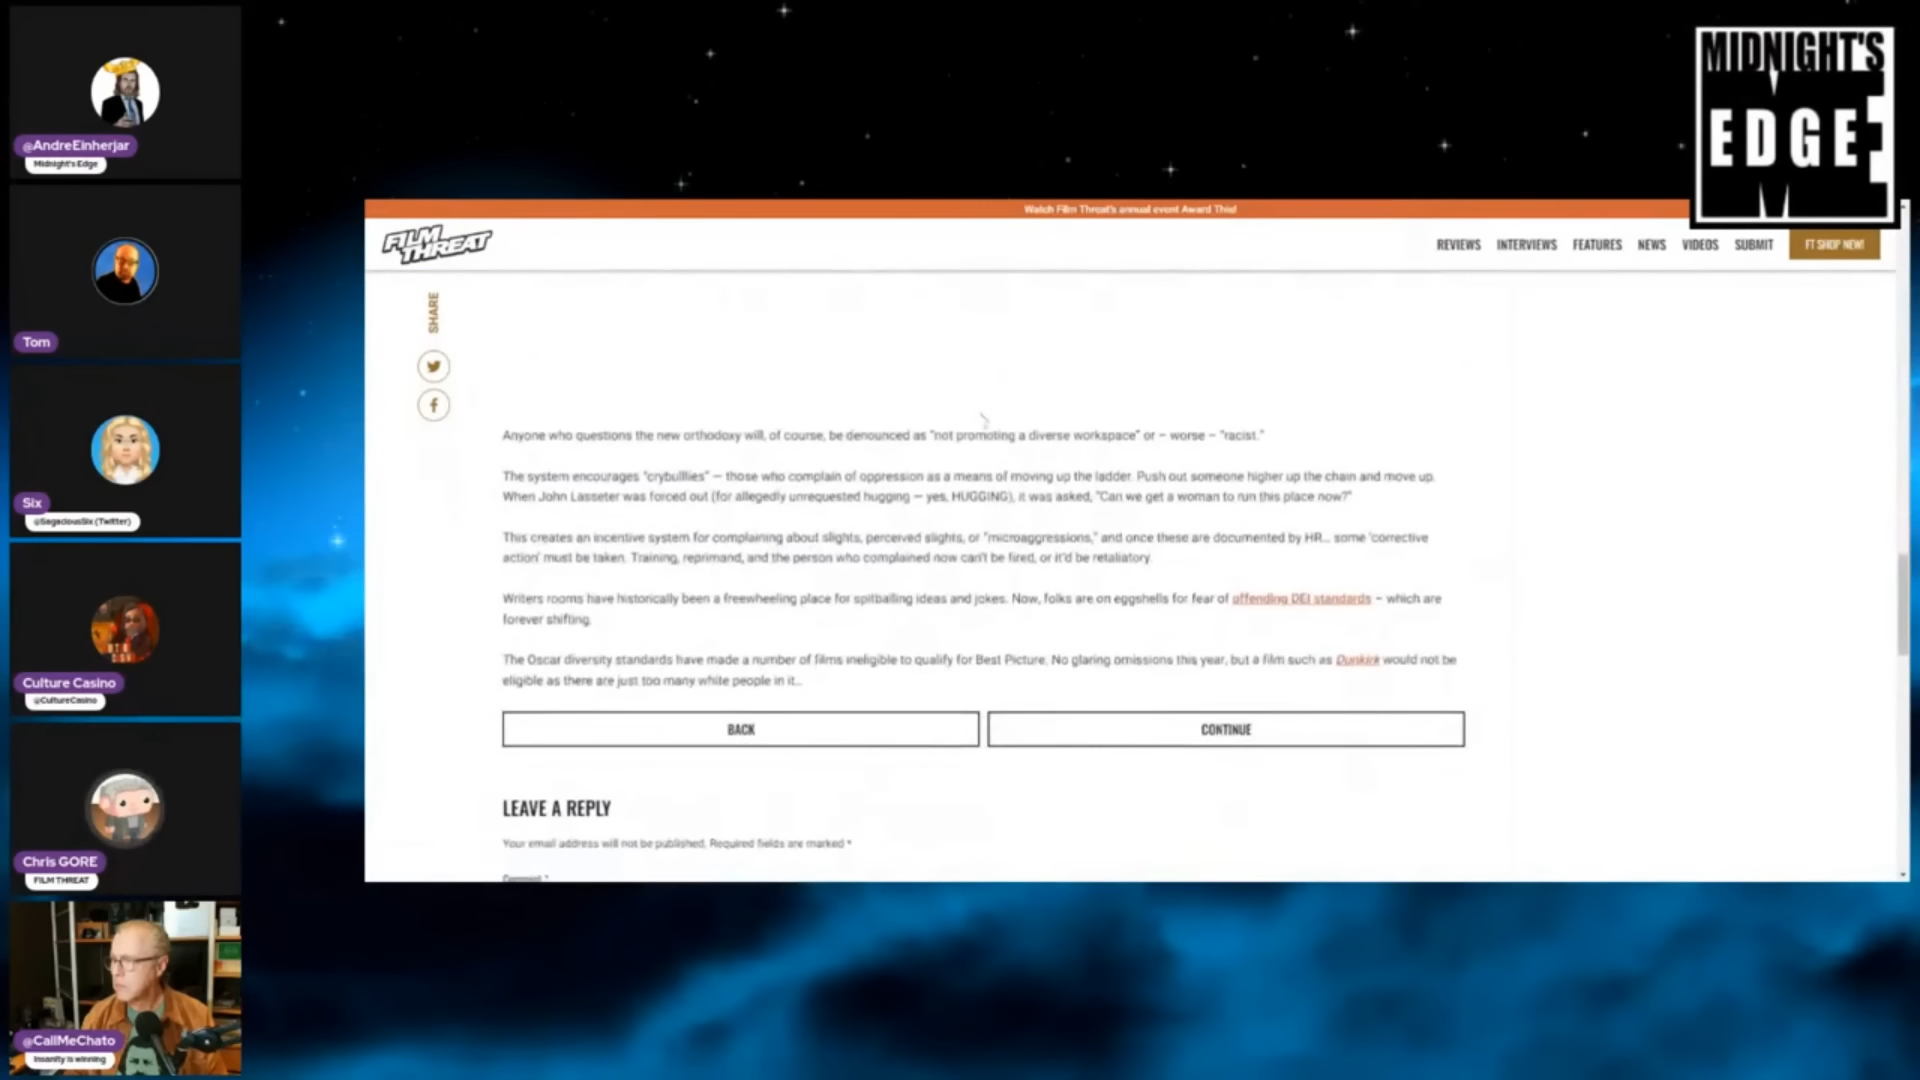 @AndreEinherjar
Midnight's Edge
Tom
Six
@SagaciousSix (Twitter)
Culture Casino
@CultureCasino
Chris GORE
FILM THREAT
@CallMeChato
Insanity is winning
MIDNIGHT'S
EDGE
Watch Film Threat's annual event Award This!
FILM
THREAT
REVIEWS INTERVIEWS FEATURES NEWS VIDEOS SUBMIT FT SHOP NEW!
SHARE
Anyone who questions the new orthodoxy will, of course, be denounced as "not promoting a diverse workspace" or – worse – "racist."
The system encourages "crybulllies" — those who complain of oppression as a means of moving up the ladder. Push out someone higher up the chain and move up.
When John Lasseter was forced out (for allegedly unrequested hugging — yes, HUGGING), it was asked, "Can we get a woman to run this place now?"
This creates an incentive system for complaining about slights, perceived slights, or "microaggressions," and once these are documented by HR... some 'corrective
action' must be taken. Training, reprimand, and the person who complained now can't be fired, or it'd be retaliatory.
Writers rooms have historically been a freewheeling place for spitballing ideas and jokes. Now, folks are on eggshells for fear of offending DEI standards – which are
forever shifting.
The Oscar diversity standards have made a number of films ineligible to qualify for Best Picture. No glaring omissions this year, but a film such as Dunkirk would not be
eligible as there are just too many white people in it...
BACK CONTINUE
LEAVE A REPLY
Your email address will not be published. Required fields are marked *
Comment *